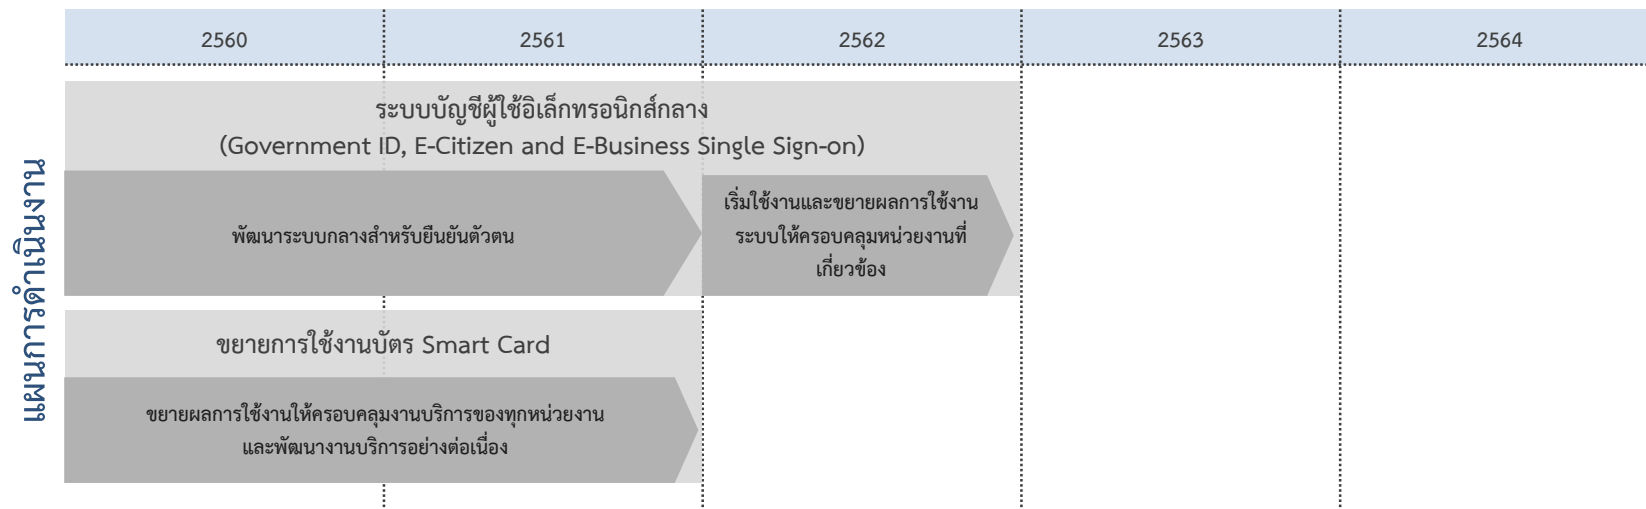 2560 2561 2562 2563 2564
แผนการดำเนินงาน
ระบบบัญชีผู้ใช้อิเล็กทรอนิกส์กลาง
(Government ID, E-Citizen and E-Business Single Sign-on)
พัฒนาระบบกลางสำหรับยืนยันตัวตน
เริ่มใช้งานและขยายผลการใช้งาน
ระบบให้ครอบคลุมหน่วยงานที่
เกี่ยวข้อง
ขยายการใช้งานบัตร Smart Card
ขยายผลการใช้งานให้ครอบคลุมงานบริการของทุกหน่วยงาน
และพัฒนางานบริการอย่างต่อเนื่อง